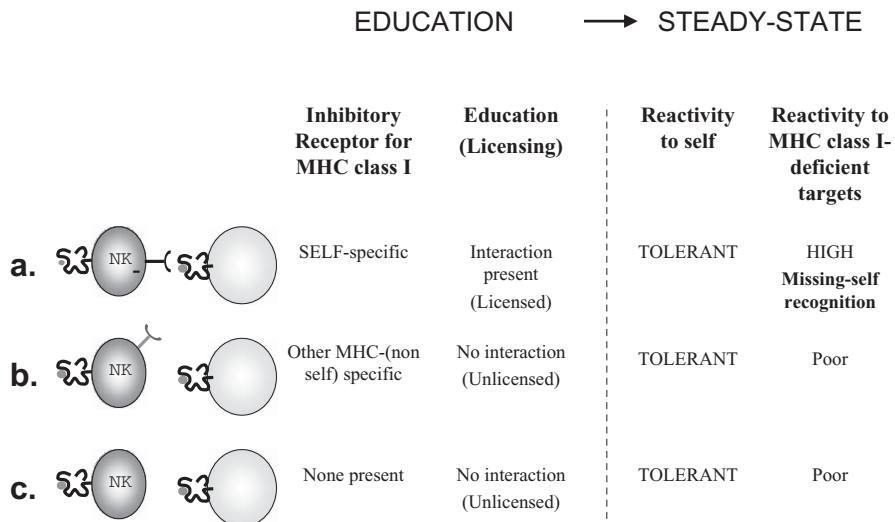 EDUCATION → STEADY-STATE
Inhibitory Receptor for MHC class I
Education (Licensing)
Reactivity to self
Reactivity to MHC class I-deficient targets
a.
NK
SELF-specific
Interaction present (Licensed)
TOLERANT
HIGH
Missing-self recognition
b.
NK
Other MHC-(non self) specific
No interaction (Unlicensed)
TOLERANT
Poor
c.
NK
None present
No interaction (Unlicensed)
TOLERANT
Poor